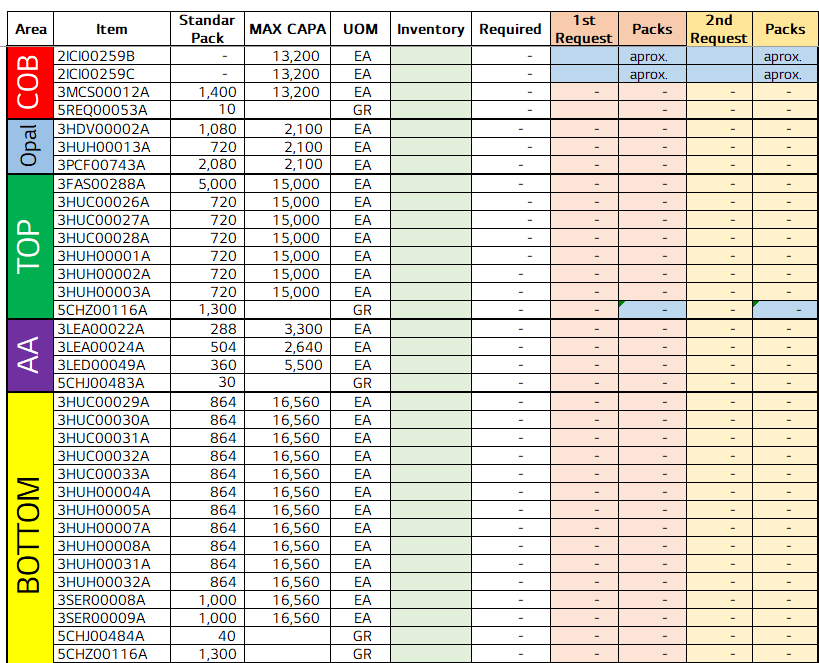 Area Item Standar Pack MAX CAPA UOM Inventory Required 1st Request Packs 2nd Request Packs
COB
2ICI00259B - 13,200 EA - aprox. aprox.
2ICI00259C - 13,200 EA - aprox. aprox.
3MCS00012A 1,400 13,200 EA - - - - -
5REQ00053A 10 GR - - - - -
Opal
3HDV00002A 1,080 2,100 EA - - - - -
3HUH00013A 720 2,100 EA - - - - -
3PCF00743A 2,080 2,100 EA - - - - -
TOP
3FAS00288A 5,000 15,000 EA - - - - -
3HUC00026A 720 15,000 EA - - - - -
3HUC00027A 720 15,000 EA - - - - -
3HUC00028A 720 15,000 EA - - - - -
3HUH00001A 720 15,000 EA - - - - -
3HUH00002A 720 15,000 EA - - - - -
3HUH00003A 720 15,000 EA - - - - -
5CHZ00116A 1,300 GR - - - - -
AA
3LEA00022A 288 3,300 EA - - - - -
3LEA00024A 504 2,640 EA - - - - -
3LED00049A 360 5,500 EA - - - - -
5CHJ00483A 30 GR - - - - -
BOTTOM
3HUC00029A 864 16,560 EA - - - - -
3HUC00030A 864 16,560 EA - - - - -
3HUC00031A 864 16,560 EA - - - - -
3HUC00032A 864 16,560 EA - - - - -
3HUC00033A 864 16,560 EA - - - - -
3HUH00004A 864 16,560 EA - - - - -
3HUH00005A 864 16,560 EA - - - - -
3HUH00007A 864 16,560 EA - - - - -
3HUH00008A 864 16,560 EA - - - - -
3HUH00031A 864 16,560 EA - - - - -
3HUH00032A 864 16,560 EA - - - - -
3SER00008A 1,000 16,560 EA - - - - -
3SER00009A 1,000 16,560 EA - - - - -
5CHJ00484A 40 GR - - - - -
5CHZ00116A 1,300 GR - - - - -